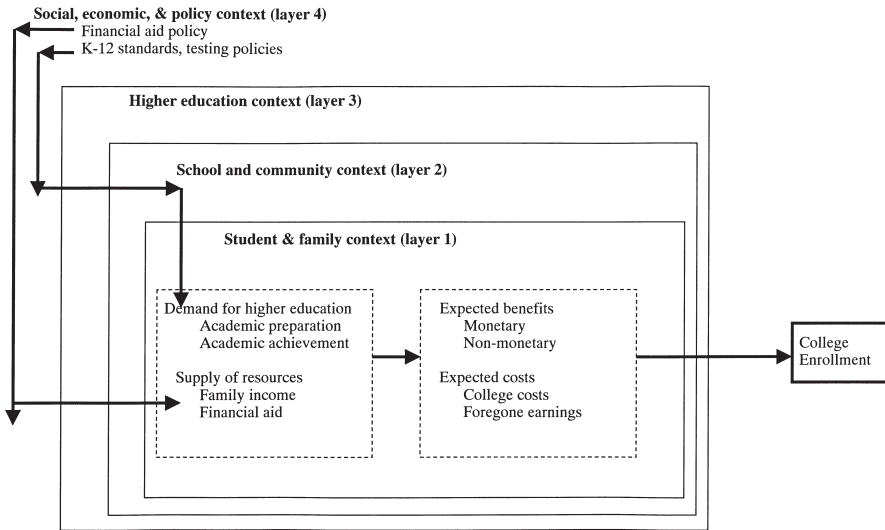 Social, economic, & policy context (layer 4)
Financial aid policy
K-12 standards, testing policies
Higher education context (layer 3)
School and community context (layer 2)
Student & family context (layer 1)
Demand for higher education
Academic preparation
Academic achievement
Supply of resources
Family income
Financial aid
Expected benefits
Monetary
Non-monetary
Expected costs
College costs
Foregone earnings
College
Enrollment